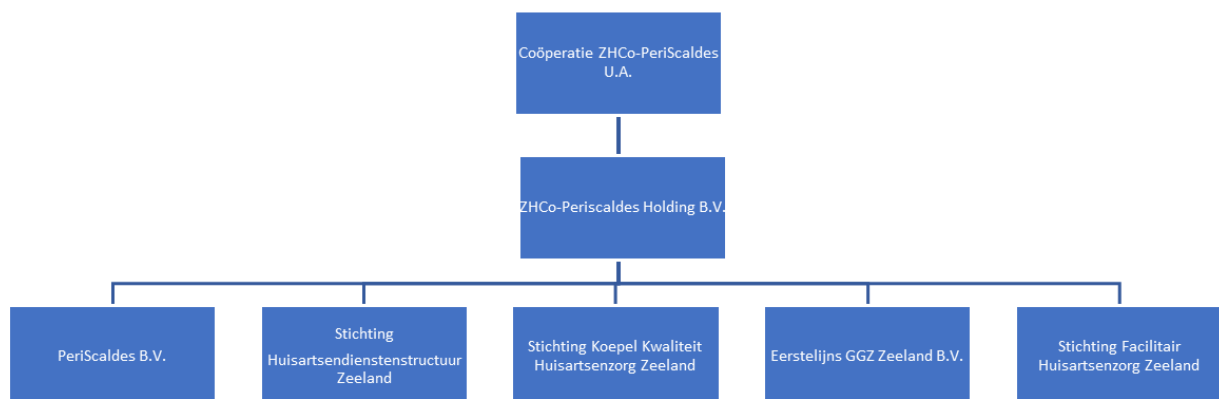 Coöperatie ZHCo-PeriScaldes
U.A.
ZHCo-Periscaldes Holding B.V.
PeriScaldes B.V.
Stichting
Huisartsendienstenstructuur
Zeeland
Stichting Koepel Kwaliteit
Huisartsenzorg Zeeland
Eerstelijns GGZ Zeeland B.V.
Stichting Facilitair
Huisartsenzorg Zeeland